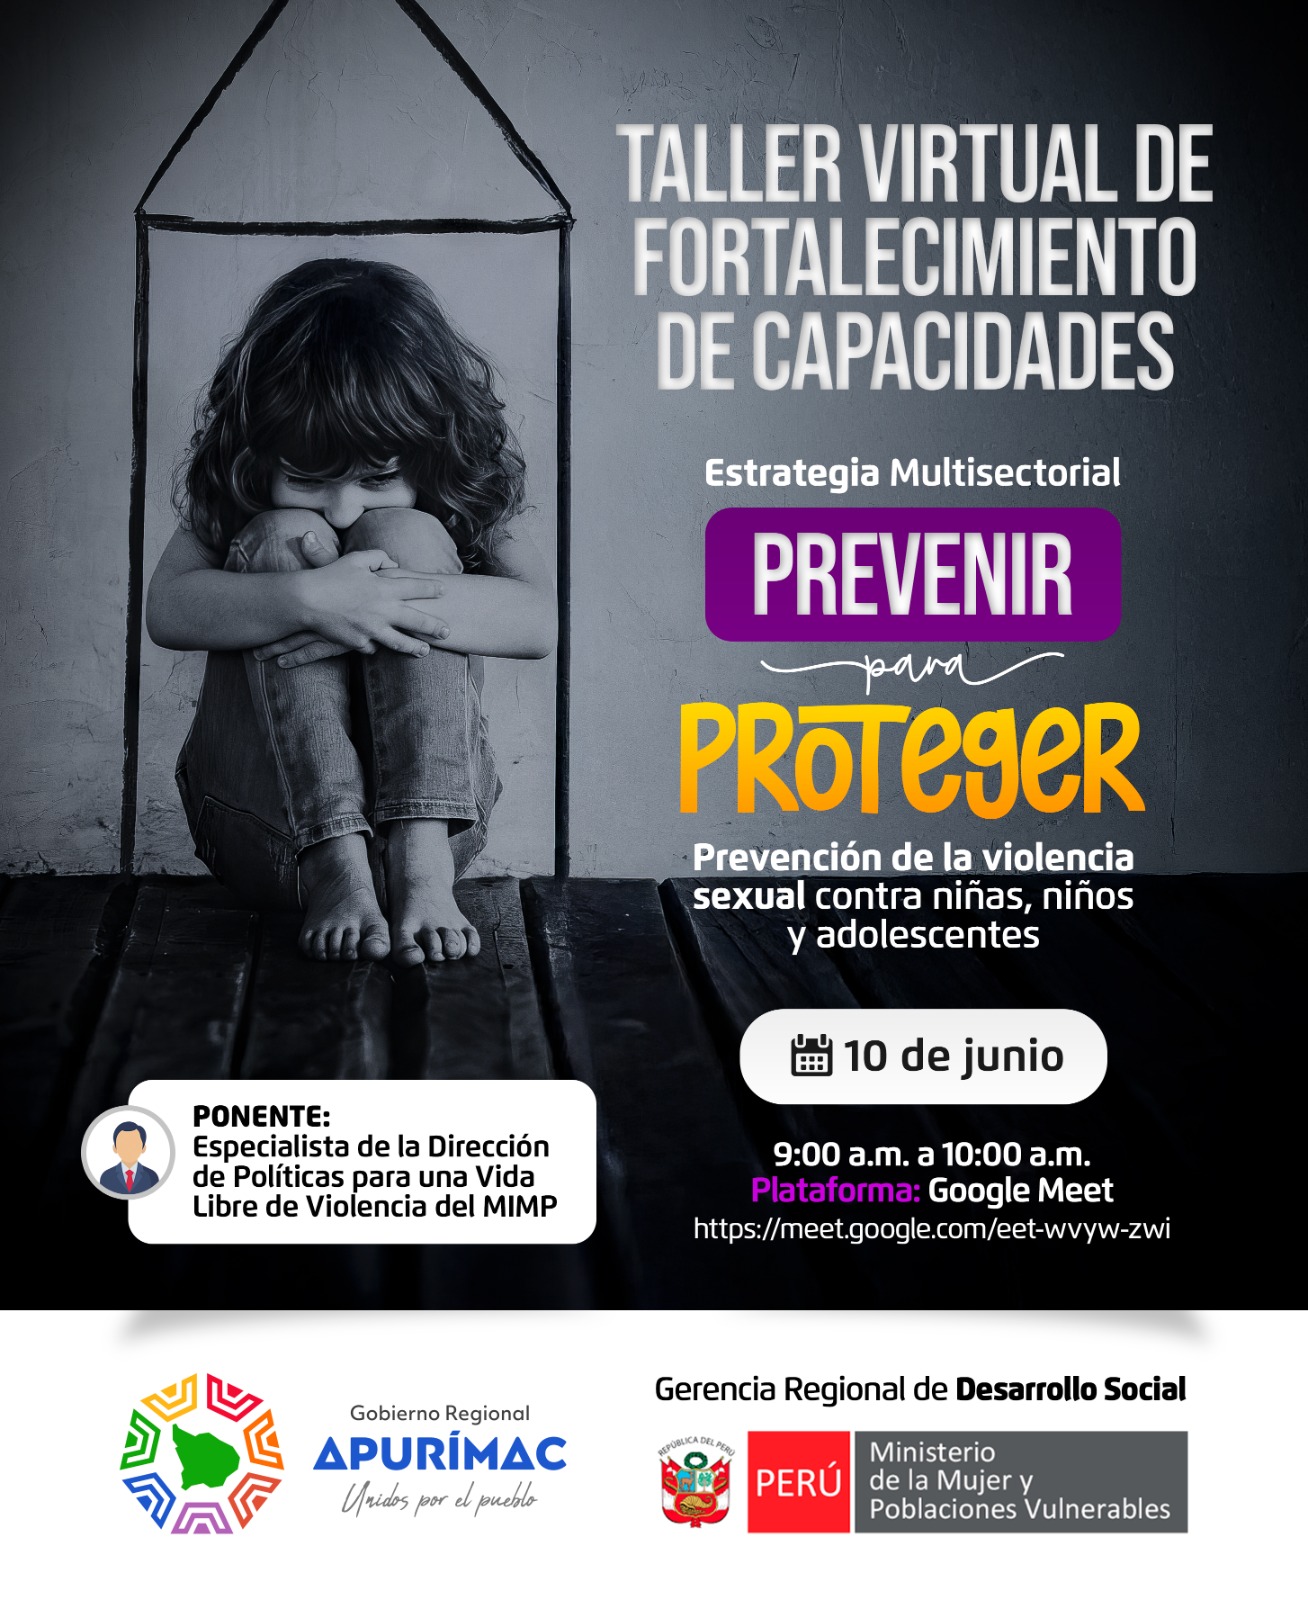 TALLER VIRTUAL DE
FORTALECIMIENTO
DE CAPACIDADES
Estrategia Multisectorial
PREVENIR
para
PROTEGER
Prevención de la violencia
sexual contra niñas, niños
y adolescentes
10 de junio
9:00 a.m. a 10:00 a.m.
Plataforma: Google Meet
https://meet.google.com/eet-wvyw-zwi
PONENTE:
Especialista de la Dirección
de Políticas para una Vida
Libre de Violencia del MIMP
Gobierno Regional
APURÍMAC
Unidos por el pueblo
Gerencia Regional de Desarrollo Social
REPÚBLICA DEL PERÚ
PERÚ
Ministerio
de la Mujer y
Poblaciones Vulnerables